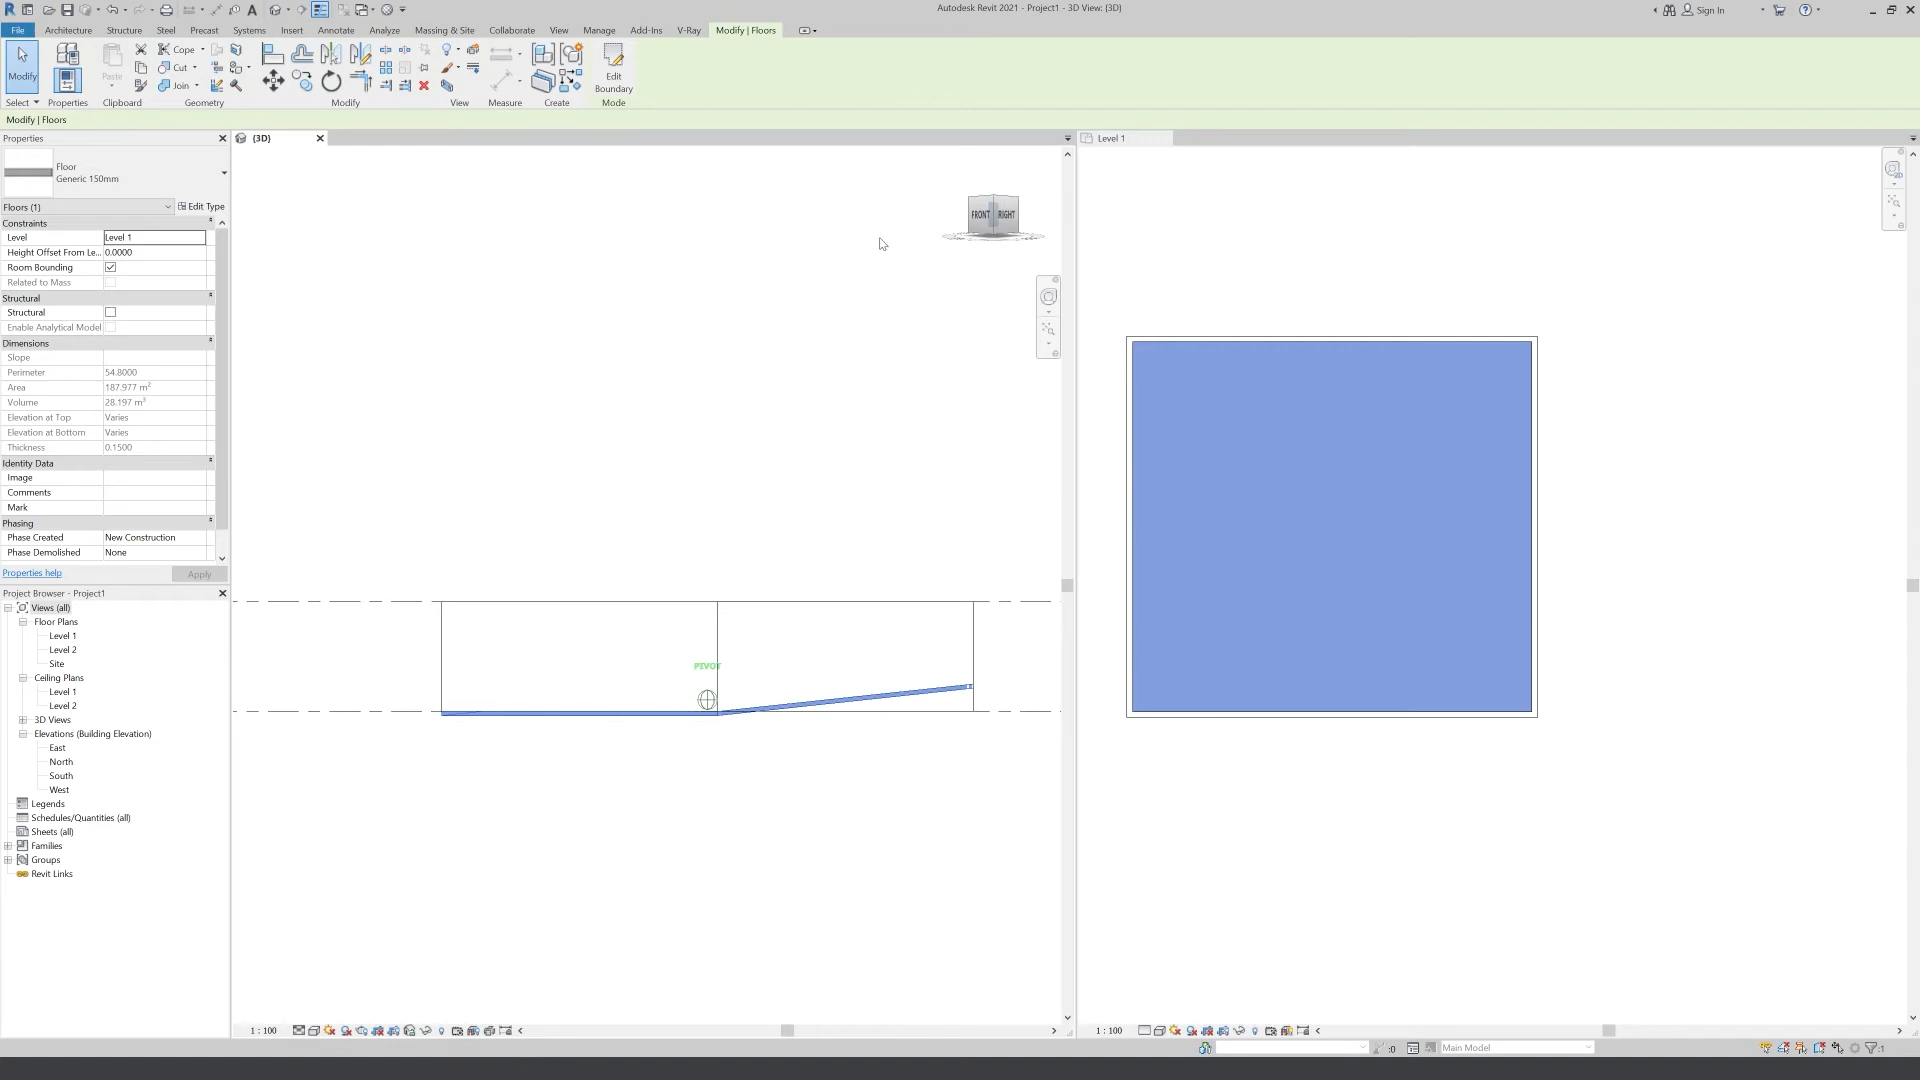 Autodesk Revit 2021 - Project1 - 3D View: {3D}
Sign In
File
Architecture
Structure
Steel
Precast
Systems
Insert
Annotate
Analyze
Massing & Site
Collaborate
View
Manage
Add-Ins
V-Ray
Modify | Floors
Modify
Paste
Cope
Cut
Join
Edit
Boundary
Select
Properties
Clipboard
Geometry
Modify
View
Measure
Create
Mode
Modify | Floors
Properties
{3D}
Level 1
Floor
Generic 150mm
Floors (1)
Edit Type
Constraints
Level
Level 1
Height Offset From Le...
0.0000
Room Bounding
Related to Mass
Structural
Structural
Enable Analytical Model
Dimensions
Slope
Perimeter
54.8000
Area
187.977 m²
Volume
28.197 m³
Elevation at Top
Varies
Elevation at Bottom
Varies
Thickness
0.1500
Identity Data
Image
Comments
Mark
Phasing
Phase Created
New Construction
Phase Demolished
None
Properties help
Apply
Project Browser - Project1
Views (all)
Floor Plans
Level 1
Level 2
Site
Ceiling Plans
Level 1
Level 2
3D Views
Elevations (Building Elevation)
East
North
South
West
Legends
Schedules/Quantities (all)
Sheets (all)
Families
Groups
Revit Links
FRONT
RIGHT
PIVOT
1 : 100
1 : 100
:0
Main Model
:1